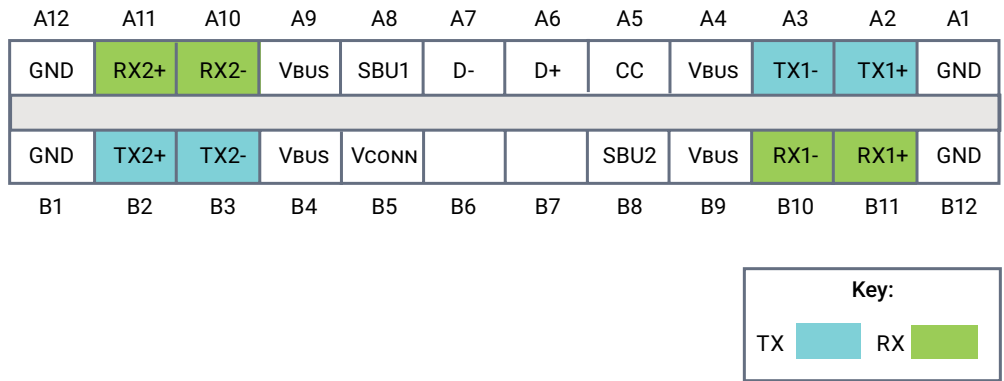 A12 A11 A10 A9 A8 A7 A6 A5 A4 A3 A2 A1
GND RX2+ RX2- VBUS SBU1 D- D+ CC VBUS TX1- TX1+ GND
GND TX2+ TX2- VBUS VCONN SBU2 VBUS RX1- RX1+ GND
B1 B2 B3 B4 B5 B6 B7 B8 B9 B10 B11 B12
Key:
TX RX